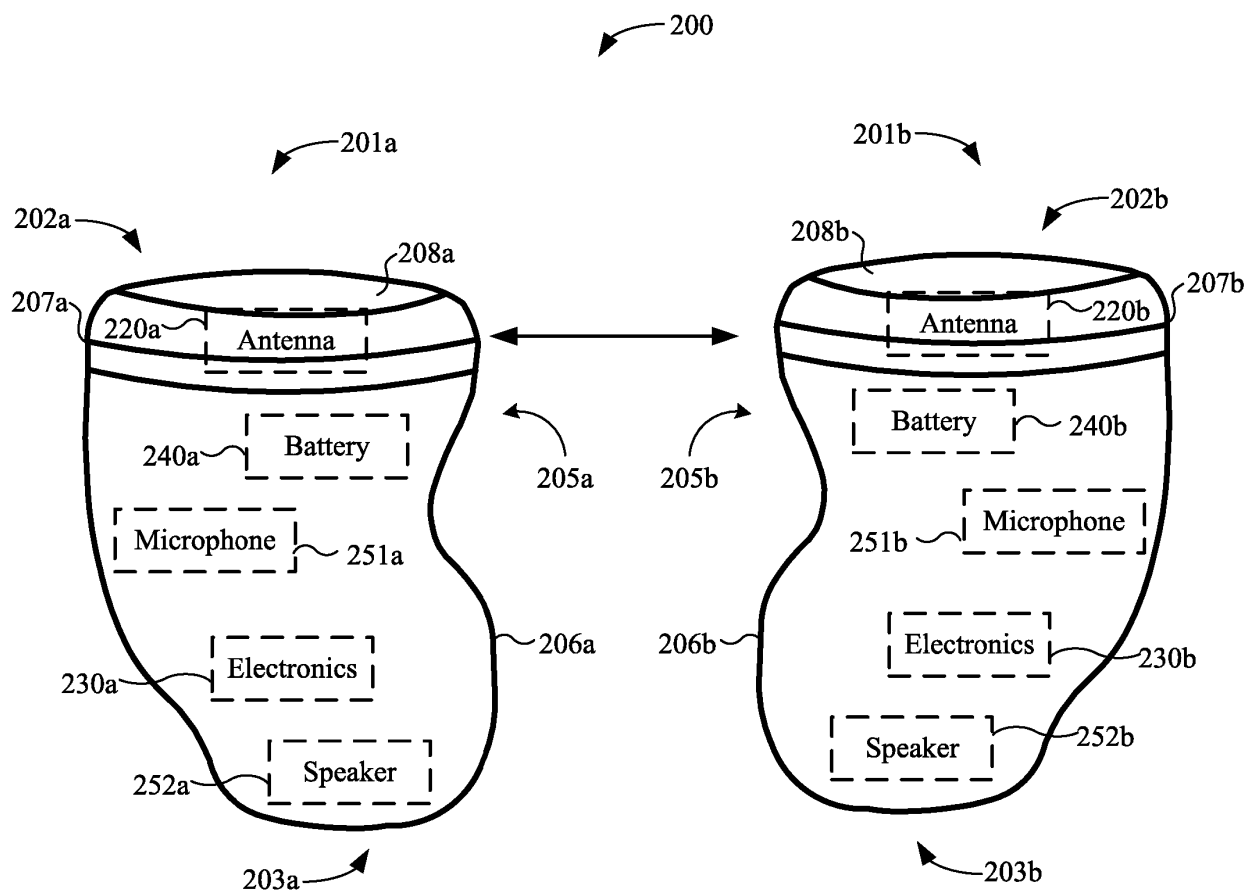 200
201a
201b
202a
202b
208a
208b
207a
207b
220a
Antenna
Antenna
220b
Battery
Battery
240a
240b
205a
205b
Microphone
Microphone
251a
251b
206a
206b
Electronics
Electronics
230a
230b
Speaker
Speaker
252a
252b
203a
203b